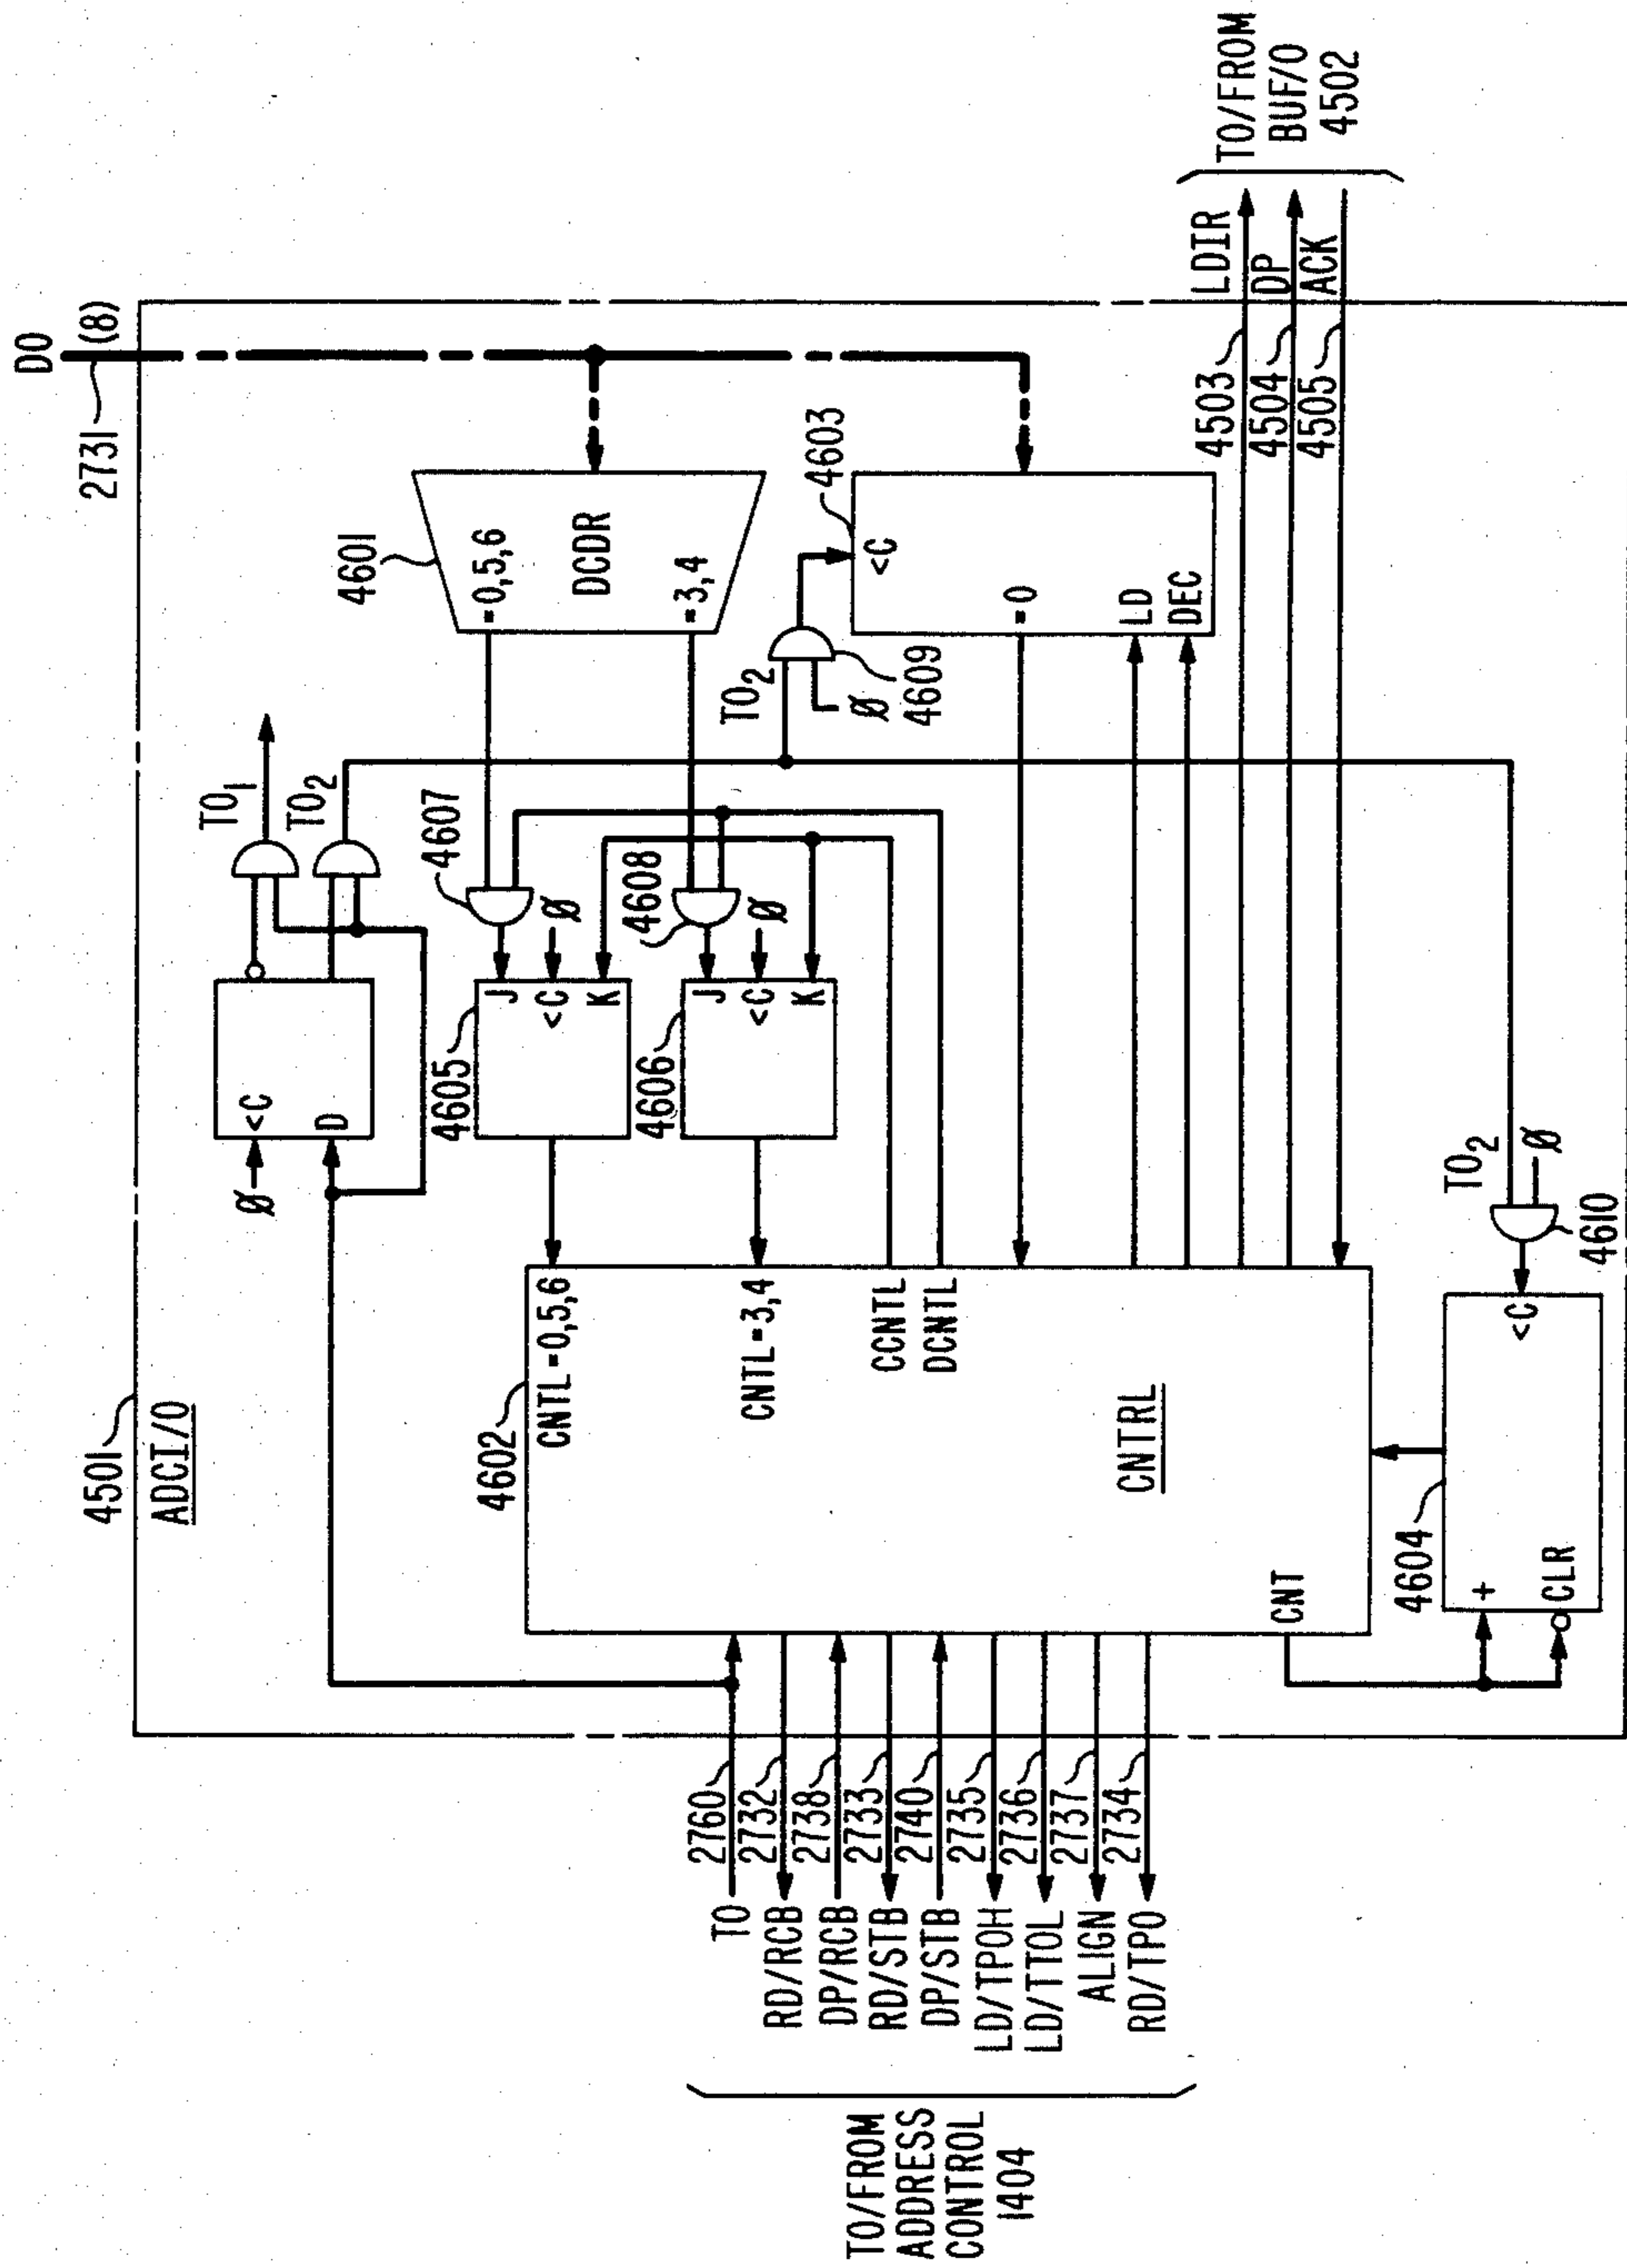 D0
2731
(8)
4501
ADCI/O
TO1
TO2
<C
D
Ø
4601
=0,5,6
DCDR
=3,4
4607
4605
J
<C
K
Ø
4608
4606
J
<C
K
Ø
TO2
Ø
4609
4603
<C
=0
LD
DEC
4602
CNTL=0,5,6
CNTL=3,4
CCNTL
DCNTL
CNTRL
CNT
4604
+
CLR
<C
TO2
Ø
4610
4503
LDIR
4504
DP
4505
ACK
TO/FROM
BUF/O
4502
TO 2760
RD/RCB 2732
DP/RCB 2738
RD/STB 2733
DP/STB 2740
LD/TPOH 2735
LD/TTOL 2736
ALIGN 2737
RD/TPO 2734
TO/FROM
ADDRESS
CONTROL
1404